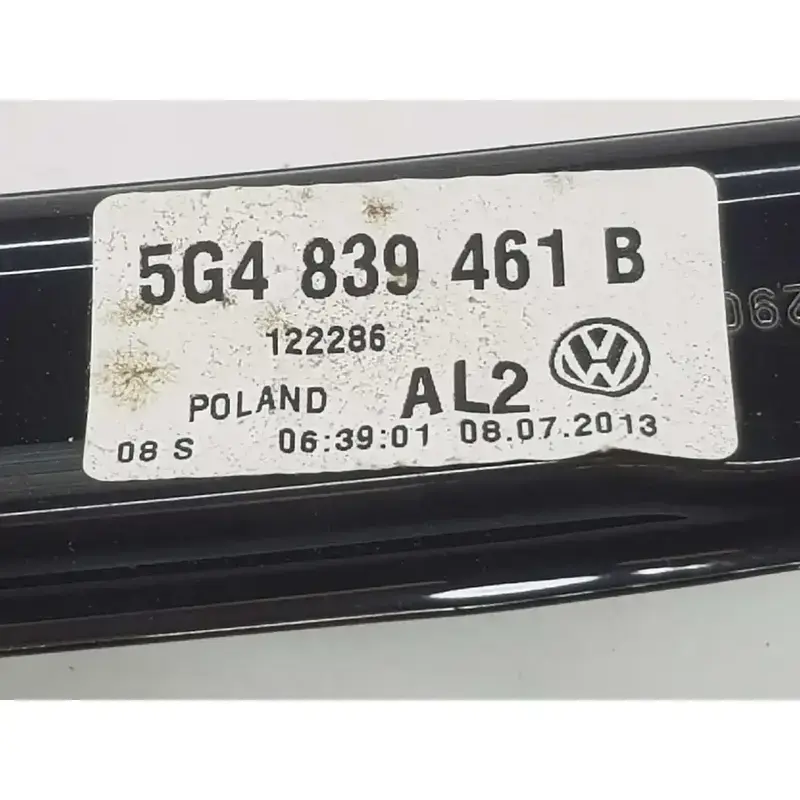 5G4 839 461 B
122286
POLAND AL2
08 S 06:39:01 08.07.2013